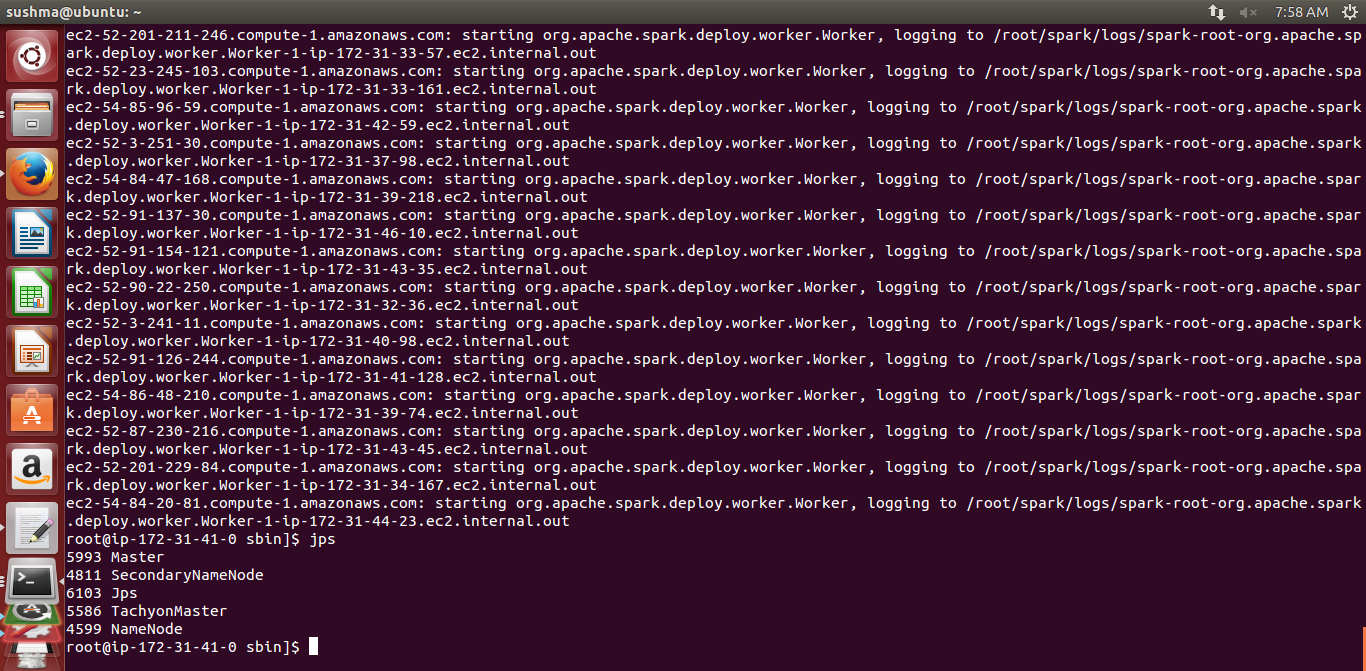 sushma@ubuntu: ~
7:58 AM
ec2-52-201-211-246.compute-1.amazonaws.com: starting org.apache.spark.deploy.worker.Worker, logging to /root/spark/logs/spark-root-org.apache.sp
ark.deploy.worker.Worker-1-ip-172-31-33-57.ec2.internal.out
ec2-52-23-245-103.compute-1.amazonaws.com: starting org.apache.spark.deploy.worker.Worker, logging to /root/spark/logs/spark-root-org.apache.spa
rk.deploy.worker.Worker-1-ip-172-31-33-161.ec2.internal.out
ec2-54-85-96-59.compute-1.amazonaws.com: starting org.apache.spark.deploy.worker.Worker, logging to /root/spark/logs/spark-root-org.apache.spark
.deploy.worker.Worker-1-ip-172-31-42-59.ec2.internal.out
ec2-52-3-251-30.compute-1.amazonaws.com: starting org.apache.spark.deploy.worker.Worker, logging to /root/spark/logs/spark-root-org.apache.spark
.deploy.worker.Worker-1-ip-172-31-37-98.ec2.internal.out
ec2-54-84-47-168.compute-1.amazonaws.com: starting org.apache.spark.deploy.worker.Worker, logging to /root/spark/logs/spark-root-org.apache.spar
k.deploy.worker.Worker-1-ip-172-31-39-218.ec2.internal.out
ec2-52-91-137-30.compute-1.amazonaws.com: starting org.apache.spark.deploy.worker.Worker, logging to /root/spark/logs/spark-root-org.apache.spar
k.deploy.worker.Worker-1-ip-172-31-46-10.ec2.internal.out
ec2-52-91-154-121.compute-1.amazonaws.com: starting org.apache.spark.deploy.worker.Worker, logging to /root/spark/logs/spark-root-org.apache.spa
rk.deploy.worker.Worker-1-ip-172-31-43-35.ec2.internal.out
ec2-52-90-22-250.compute-1.amazonaws.com: starting org.apache.spark.deploy.worker.Worker, logging to /root/spark/logs/spark-root-org.apache.spar
k.deploy.worker.Worker-1-ip-172-31-32-36.ec2.internal.out
ec2-52-3-241-11.compute-1.amazonaws.com: starting org.apache.spark.deploy.worker.Worker, logging to /root/spark/logs/spark-root-org.apache.spark
.deploy.worker.Worker-1-ip-172-31-40-98.ec2.internal.out
ec2-52-91-126-244.compute-1.amazonaws.com: starting org.apache.spark.deploy.worker.Worker, logging to /root/spark/logs/spark-root-org.apache.spa
rk.deploy.worker.Worker-1-ip-172-31-41-128.ec2.internal.out
ec2-54-86-48-210.compute-1.amazonaws.com: starting org.apache.spark.deploy.worker.Worker, logging to /root/spark/logs/spark-root-org.apache.spar
k.deploy.worker.Worker-1-ip-172-31-39-74.ec2.internal.out
ec2-52-87-230-216.compute-1.amazonaws.com: starting org.apache.spark.deploy.worker.Worker, logging to /root/spark/logs/spark-root-org.apache.spa
rk.deploy.worker.Worker-1-ip-172-31-43-45.ec2.internal.out
ec2-52-201-229-84.compute-1.amazonaws.com: starting org.apache.spark.deploy.worker.Worker, logging to /root/spark/logs/spark-root-org.apache.spa
rk.deploy.worker.Worker-1-ip-172-31-34-167.ec2.internal.out
ec2-54-84-20-81.compute-1.amazonaws.com: starting org.apache.spark.deploy.worker.Worker, logging to /root/spark/logs/spark-root-org.apache.spark
.deploy.worker.Worker-1-ip-172-31-44-23.ec2.internal.out
root@ip-172-31-41-0 sbin]$ jps
5993 Master
4811 SecondaryNameNode
6103 Jps
5586 TachyonMaster
4599 NameNode
root@ip-172-31-41-0 sbin]$